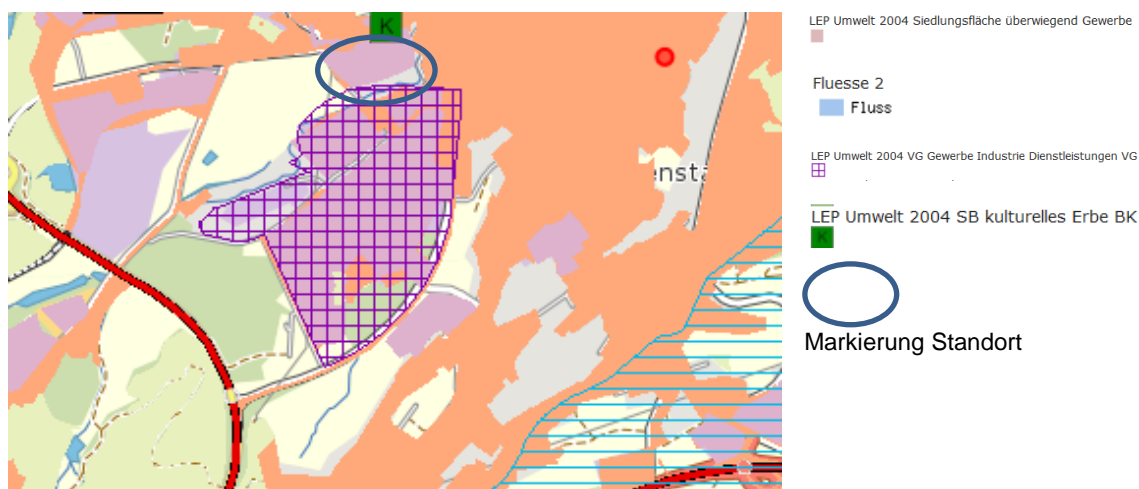 K
enst
LEP Umwelt 2004 Siedlungsfläche überwiegend Gewerbe
Fluesse 2
Fluss
LEP Umwelt 2004 VG Gewerbe Industrie Dienstleistungen VG
LEP Umwelt 2004 SB kulturelles Erbe BK
K
Markierung Standort